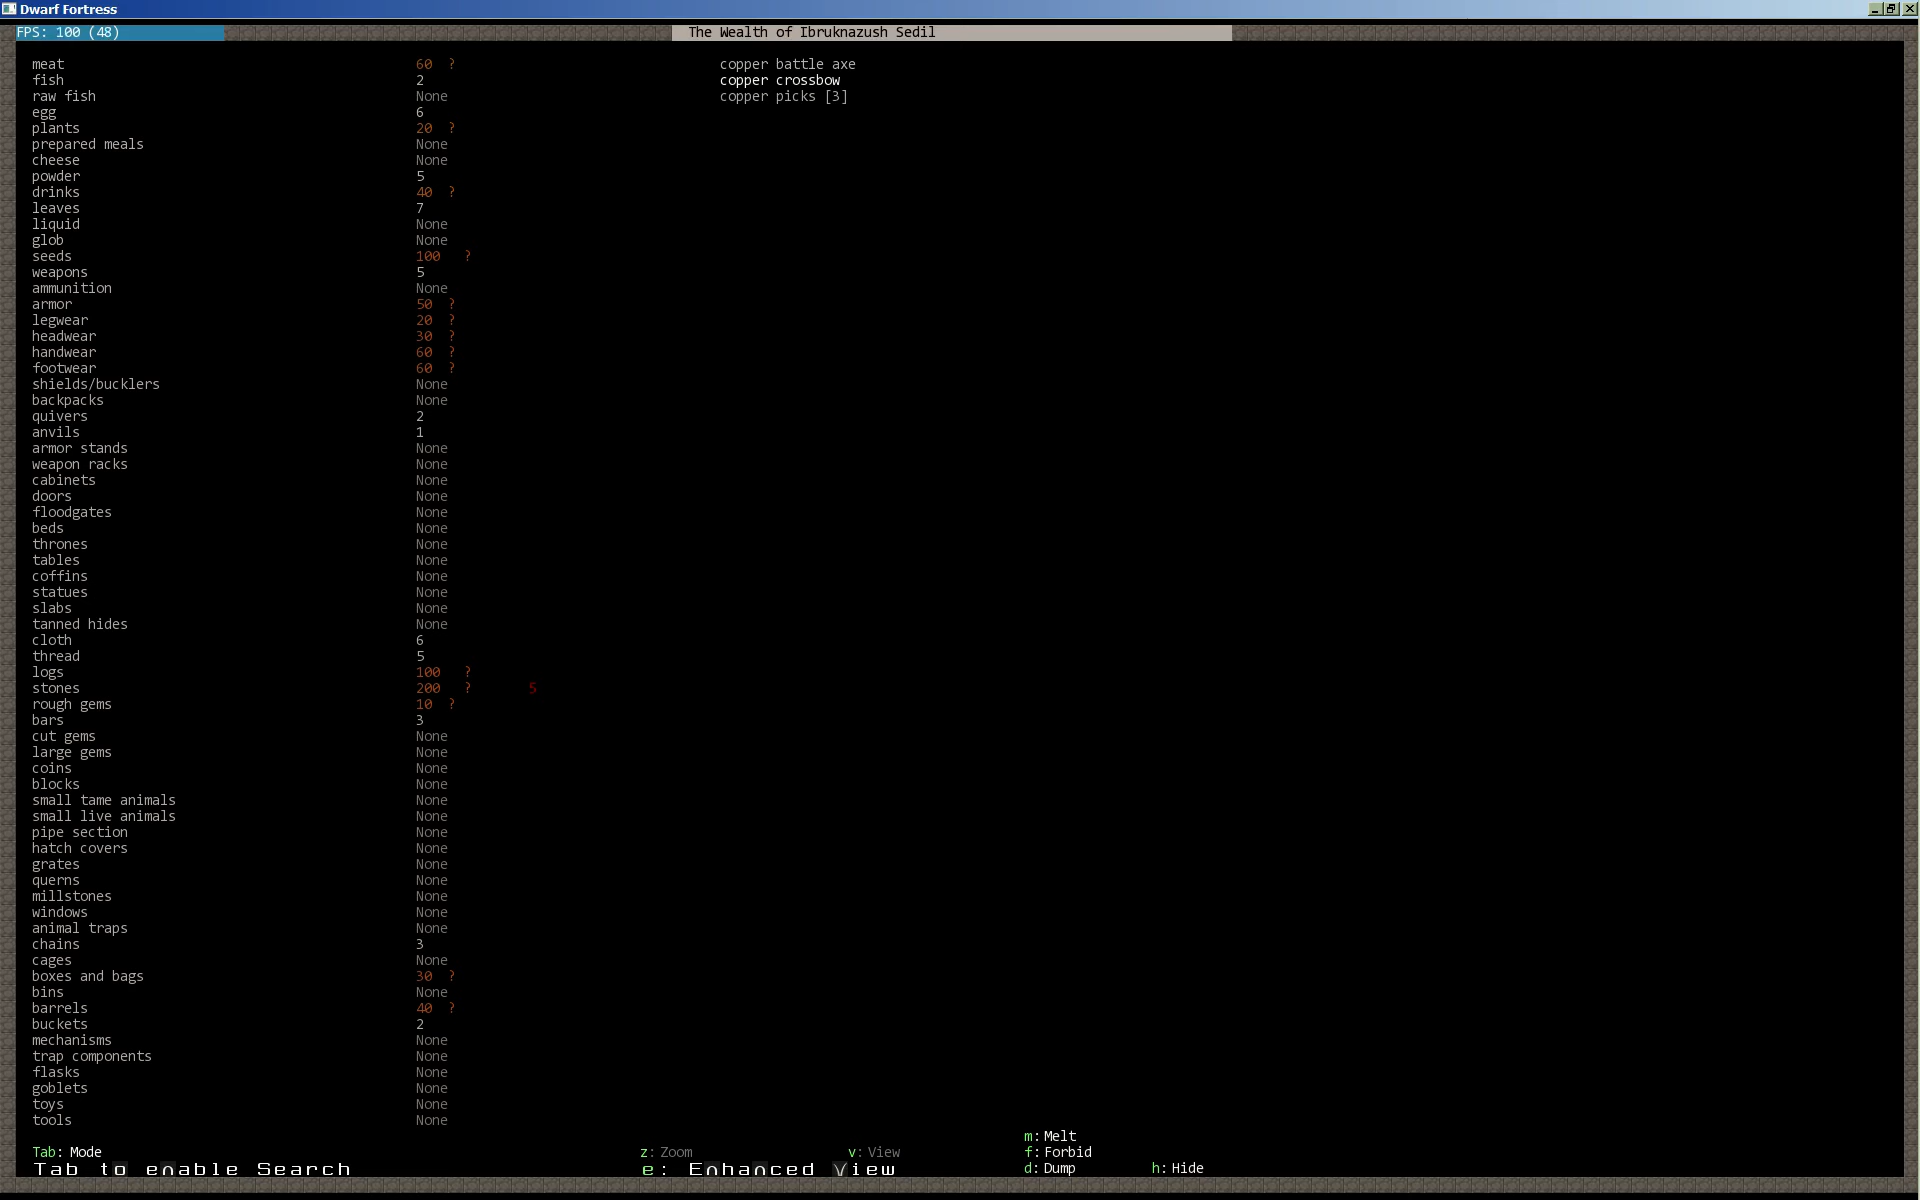 Dwarf Fortress
FPS: 100 (48) The Wealth of Ibruknazush Sedil
meat 60 ? copper battle axe
fish 2 copper crossbow
raw fish None copper picks [3]
egg 6
plants 20 ?
prepared meals None
cheese None
powder 5
drinks 40 ?
leaves 7
liquid None
glob None
seeds 100 ?
weapons 5
ammunition None
armor 50 ?
legwear 20 ?
headwear 30 ?
handwear 60 ?
footwear 60 ?
shields/bucklers None
backpacks None
quivers 2
anvils 1
armor stands None
weapon racks None
cabinets None
doors None
floodgates None
beds None
thrones None
tables None
coffins None
statues None
slabs None
tanned hides None
cloth 6
thread 5
logs 100 ?
stones 200 ? 5
rough gems 10 ?
bars 3
cut gems None
large gems None
coins None
blocks None
small tame animals None
small live animals None
pipe section None
hatch covers None
grates None
querns None
millstones None
windows None
animal traps None
chains 3
cages None
boxes and bags 30 ?
bins None
barrels 40 ?
buckets 2
mechanisms None
trap components None
flasks None
goblets None
toys None
tools None
m: Melt
Tab: Mode z: Zoom v: View f: Forbid
Tab to enable Search e: Enhanced View d: Dump h: Hide